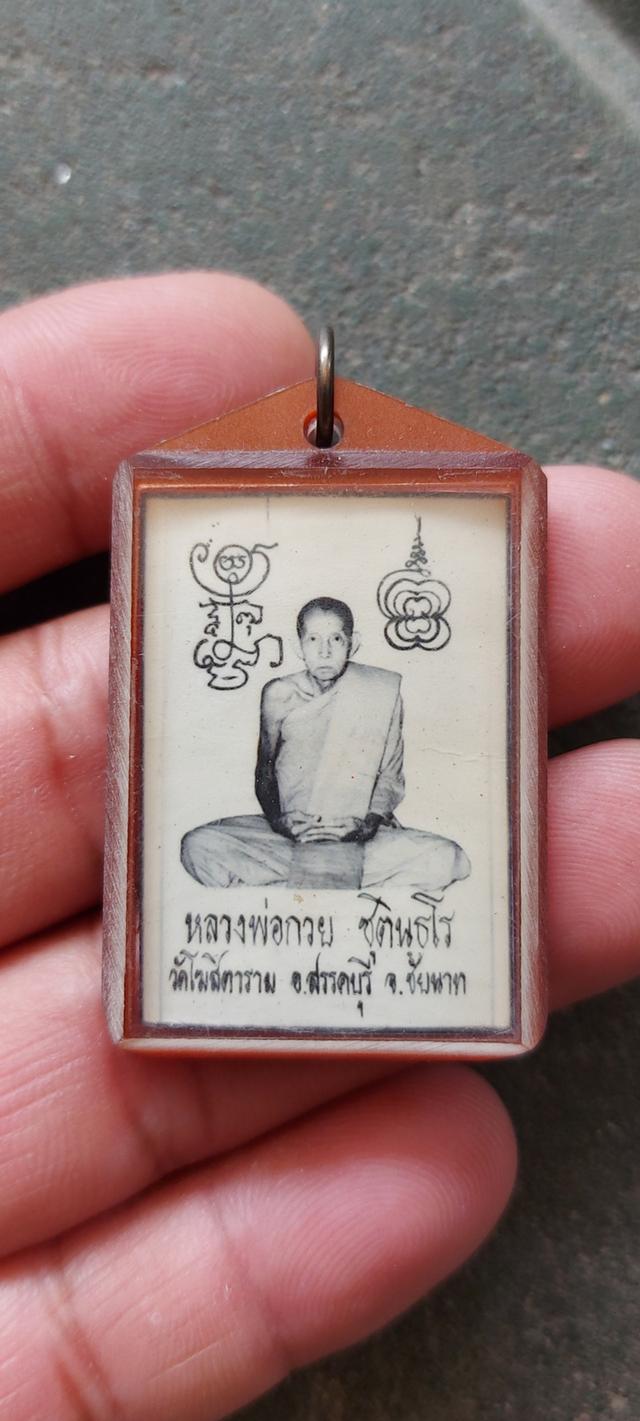 หลวงพ่อกวย ชุตินฺธโร
วัดโฆสิตาราม อ.สรรคบุรี จ.ชัยนาท